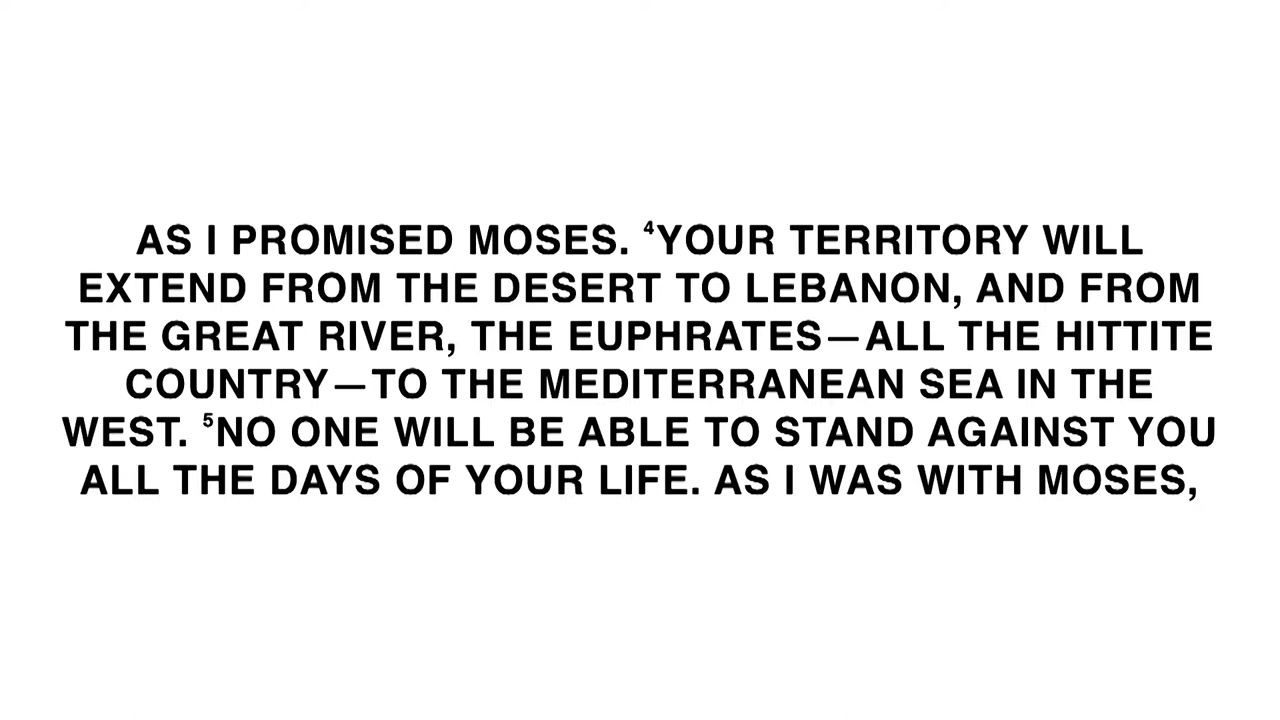 AS I PROMISED MOSES. ⁴YOUR TERRITORY WILL
EXTEND FROM THE DESERT TO LEBANON, AND FROM
THE GREAT RIVER, THE EUPHRATES—ALL THE HITTITE
COUNTRY—TO THE MEDITERRANEAN SEA IN THE
WEST. ⁵NO ONE WILL BE ABLE TO STAND AGAINST YOU
ALL THE DAYS OF YOUR LIFE. AS I WAS WITH MOSES,